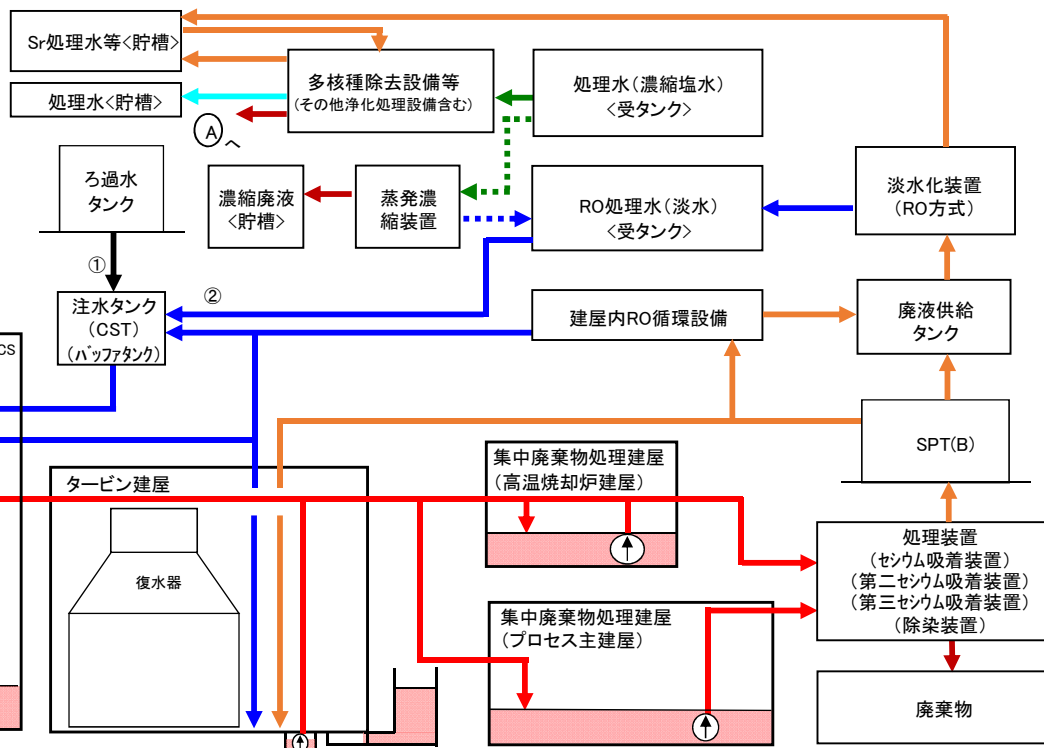 Sr処理水等<貯槽>
処理水<貯槽>
多核種除去設備等
(その他浄化処理設備含む)
処理水(濃縮塩水)
<受タンク>
Aへ
ろ過水
タンク
濃縮廃液
<貯槽>
蒸発濃
縮装置
RO処理水(淡水)
<受タンク>
淡水化装置
(RO方式)
①
②
注水タンク
(CST)
(バッファタンク)
建屋内RO循環設備
廃液供給
タンク
CS
SPT(B)
タービン建屋
復水器
集中廃棄物処理建屋
(高温焼却炉建屋)
集中廃棄物処理建屋
(プロセス主建屋)
処理装置
(セシウム吸着装置)
(第二セシウム吸着装置)
(第三セシウム吸着装置)
(除染装置)
廃棄物